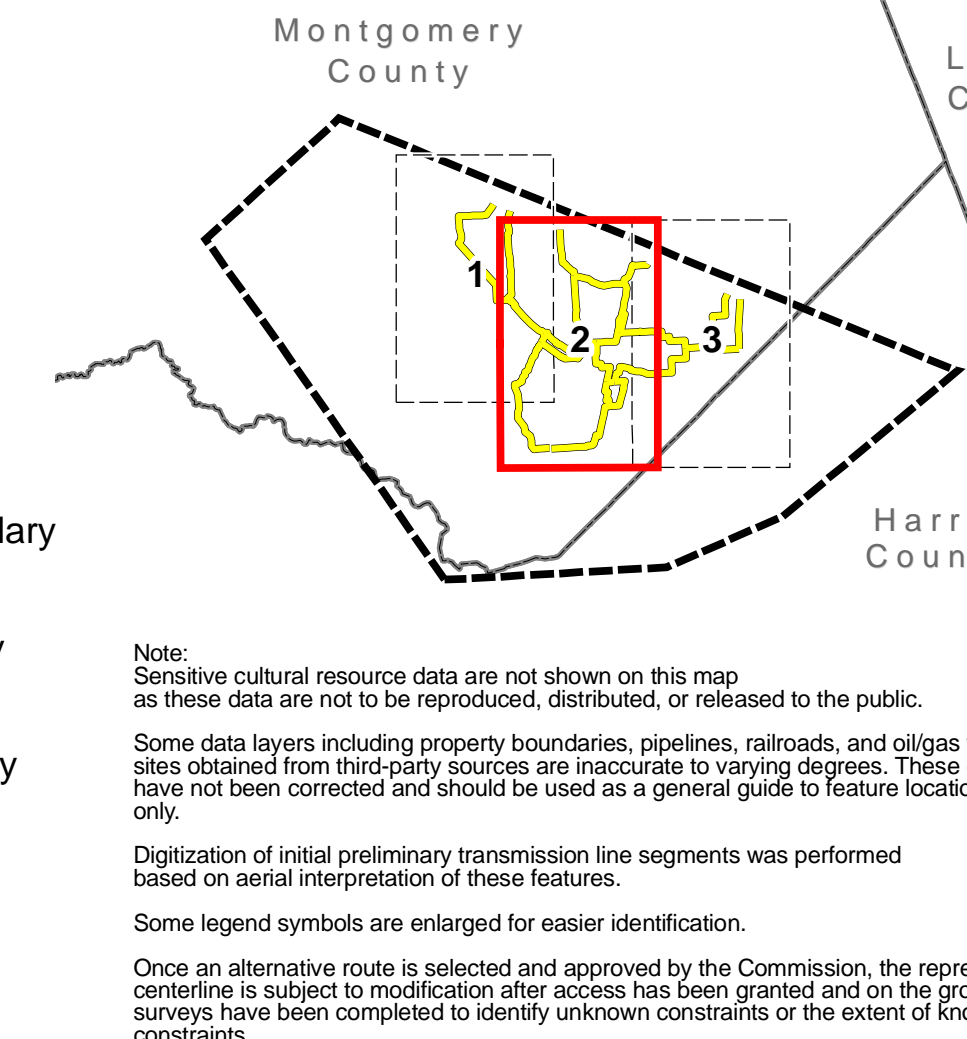 Montgomery
County
L
C
1
2
3
Harr
Coun
lary
y
y
Note:
Sensitive cultural resource data are not shown on this map
as these data are not to be reproduced, distributed, or released to the public.
Some data layers including property boundaries, pipelines, railroads, and oil/gas
sites obtained from third-party sources are inaccurate to varying degrees. These
have not been corrected and should be used as a general guide to feature locatio
only.
Digitization of initial preliminary transmission line segments was performed
based on aerial interpretation of these features.
Some legend symbols are enlarged for easier identification.
Once an alternative route is selected and approved by the Commission, the repre
centerline is subject to modification after access has been granted and on the gro
surveys have been completed to identify unknown constraints or the extent of kno
constraints.